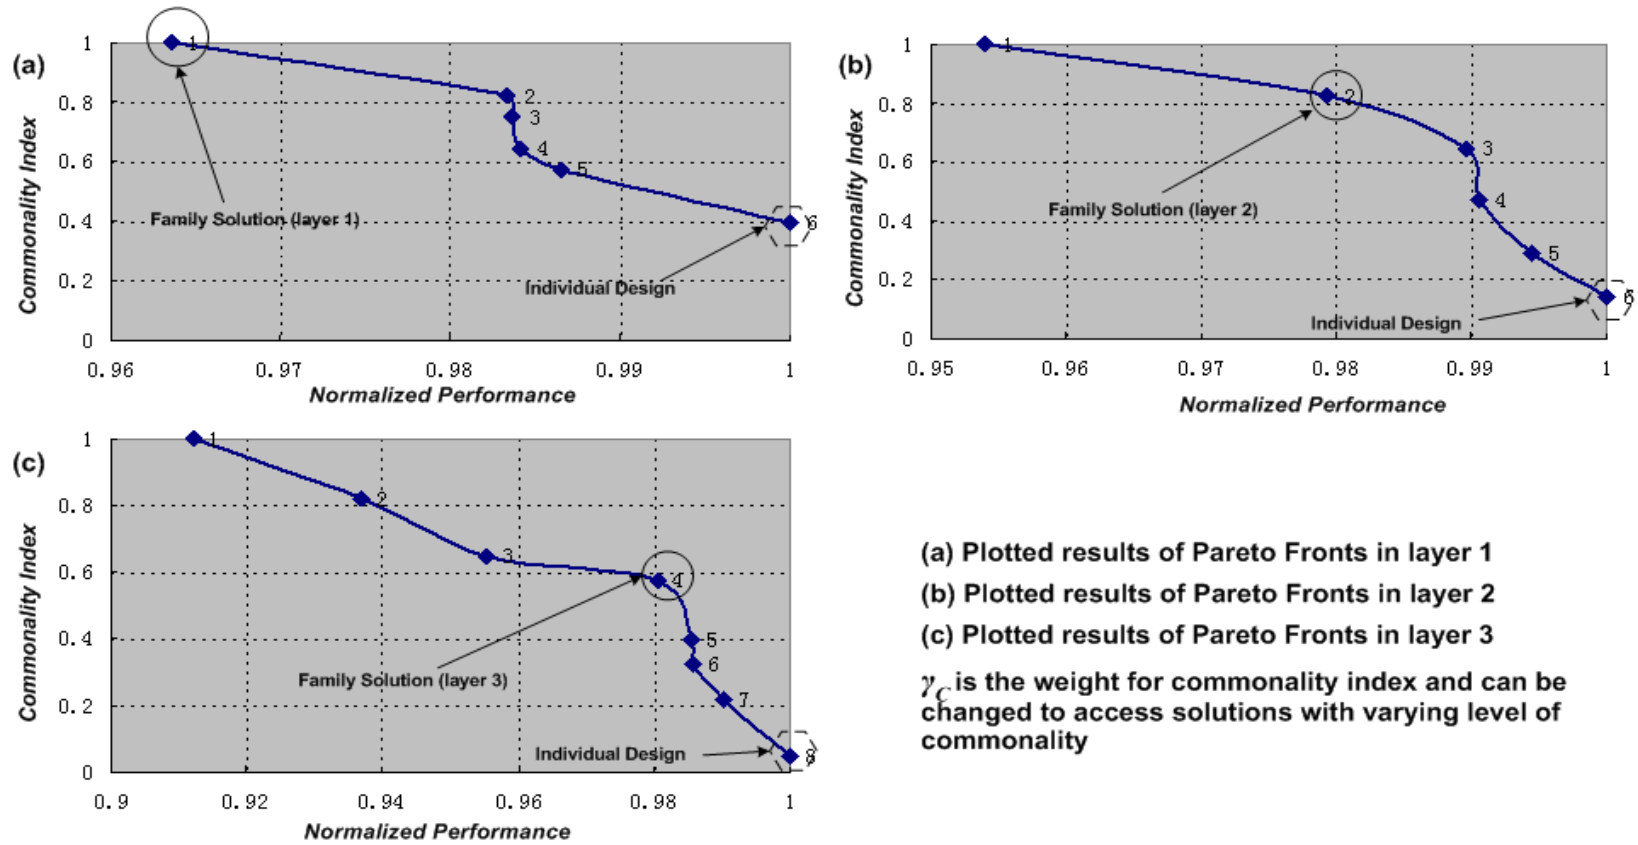 (a)
Commonality Index
1
0.8
0.6
0.4
0.2
0
1
2
3
4
5
6
Family Solution (layer 1)
Individual Design
0.96
0.97
0.98
0.99
1
Normalized Performance
(b)
Commonality Index
1
0.8
0.6
0.4
0.2
0
1
2
3
4
5
6
Family Solution (layer 2)
Individual Design
0.95
0.96
0.97
0.98
0.99
1
Normalized Performance
(c)
Commonality Index
1
0.8
0.6
0.4
0.2
0
1
2
3
4
5
6
7
8
Family Solution (layer 3)
Individual Design
0.9
0.92
0.94
0.96
0.98
1
Normalized Performance
(a) Plotted results of Pareto Fronts in layer 1
(b) Plotted results of Pareto Fronts in layer 2
(c) Plotted results of Pareto Fronts in layer 3
γC is the weight for commonality index and can be
changed to access solutions with varying level of
commonality